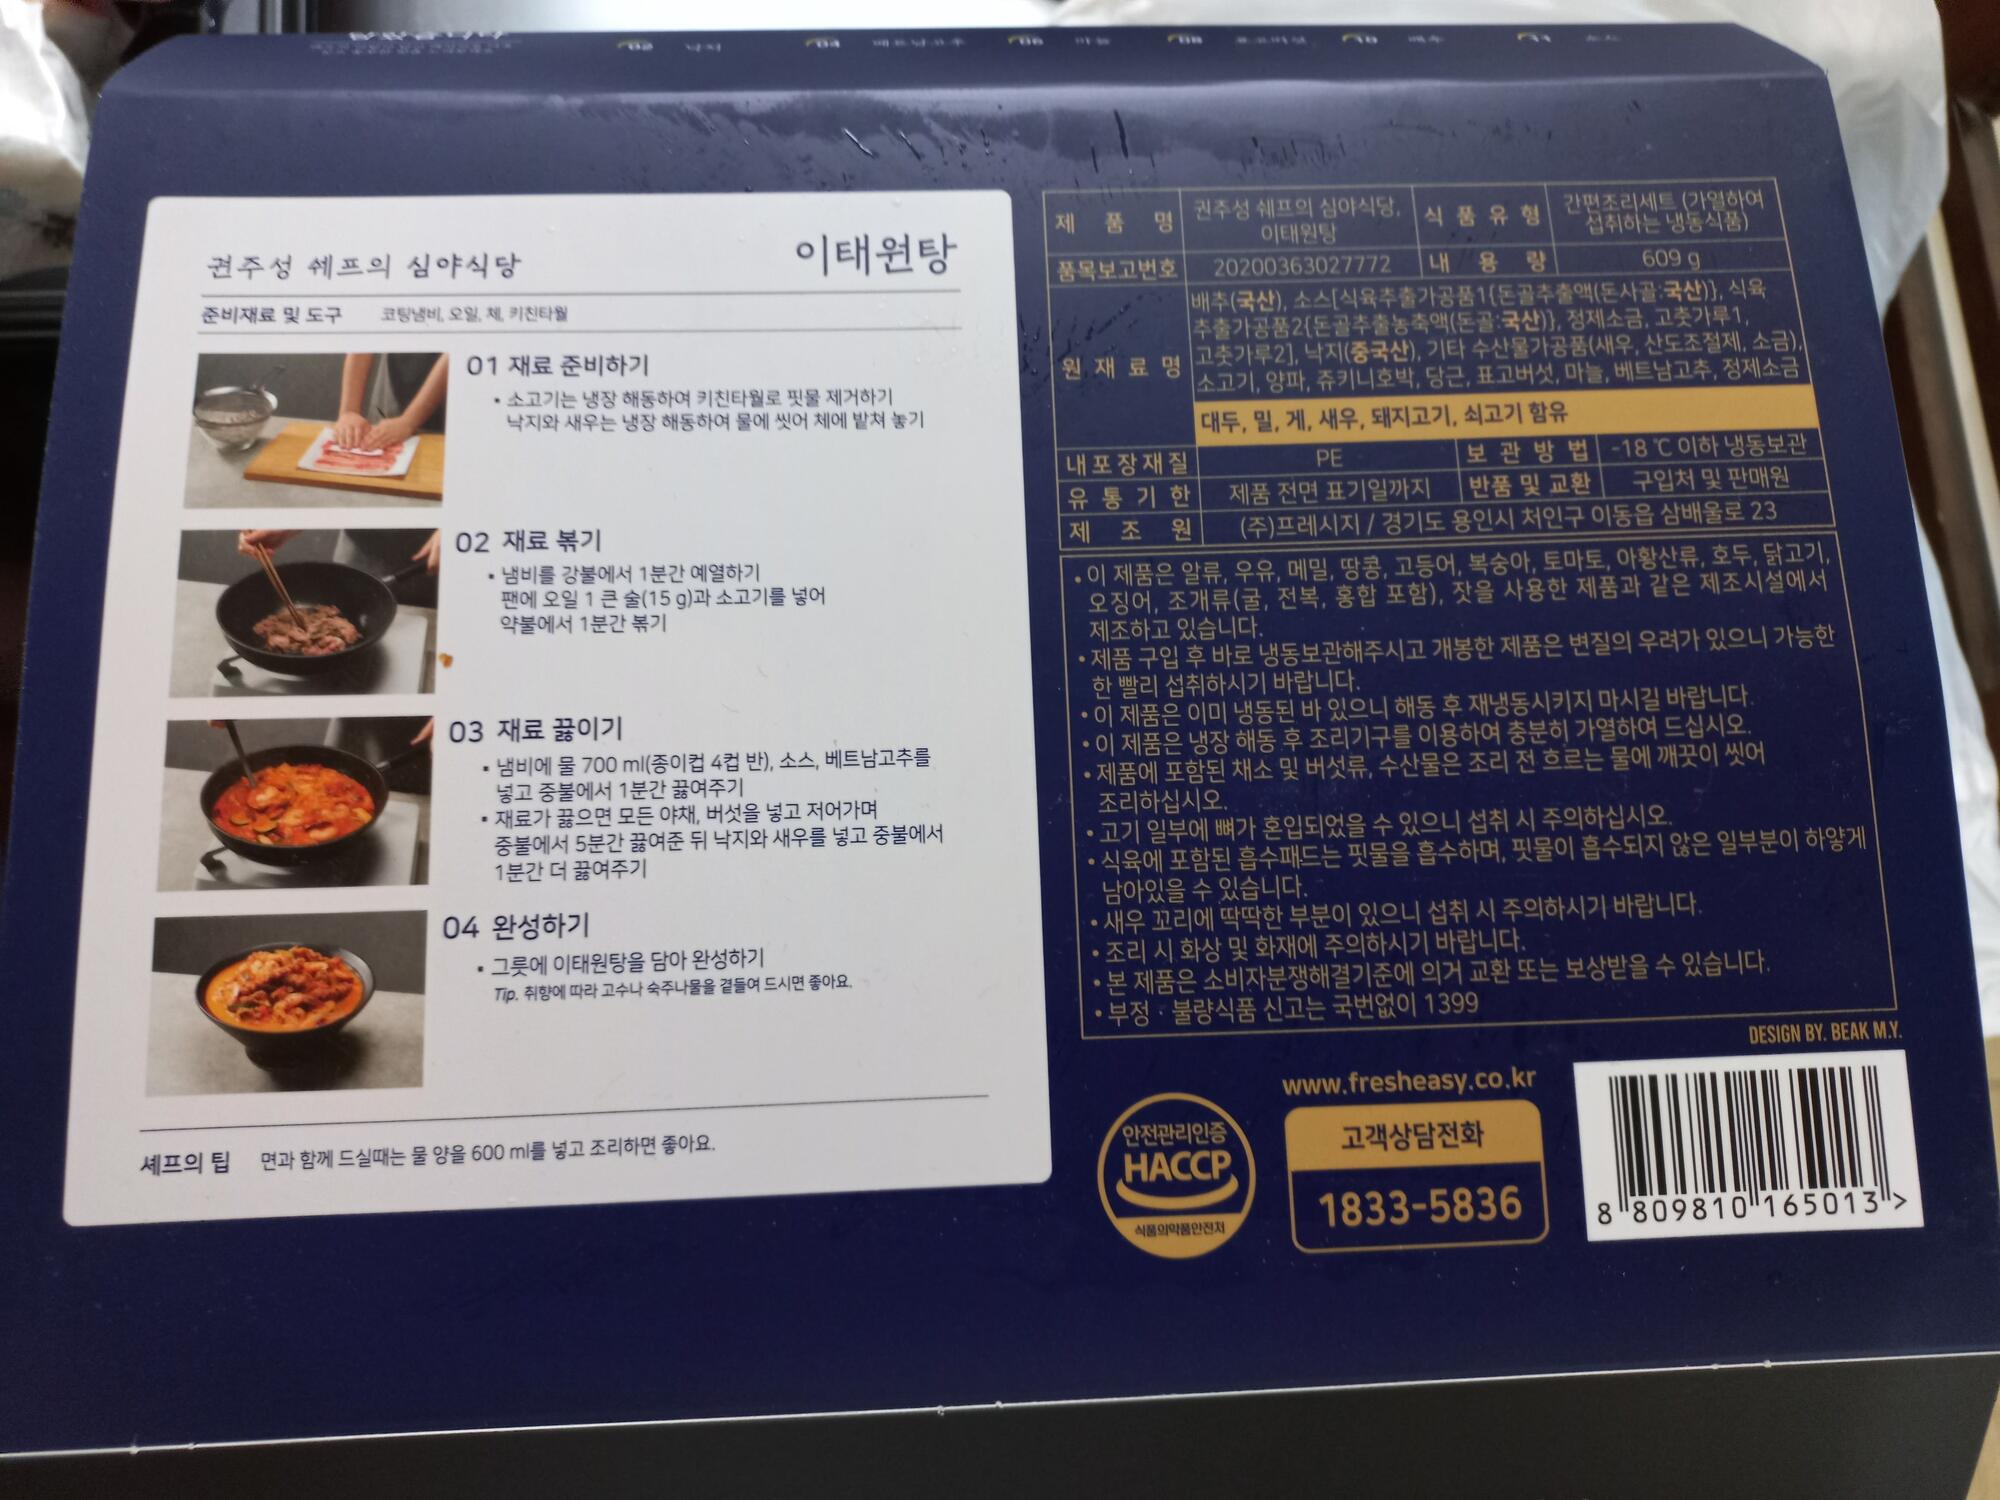 02 낙지 04 베트남고추 06 마늘 08 표고버섯 10 배추 11 소스
권주성 쉐프의 심야식당 이태원탕
준비재료 및 도구 코팅냄비, 오일, 체, 키친타월
01 재료 준비하기
• 소고기는 냉장 해동하여 키친타월로 핏물 제거하기
낙지와 새우는 냉장 해동하여 물에 씻어 체에 밭쳐 놓기
02 재료 볶기
• 냄비를 강불에서 1분간 예열하기
팬에 오일 1 큰 술(15 g)과 소고기를 넣어
약불에서 1분간 볶기
03 재료 끓이기
• 냄비에 물 700 ml(종이컵 4컵 반), 소스, 베트남고추를
넣고 중불에서 1분간 끓여주기
• 재료가 끓으면 모든 야채, 버섯을 넣고 저어가며
중불에서 5분간 끓여준 뒤 낙지와 새우를 넣고 중불에서
1분간 더 끓여주기
04 완성하기
• 그릇에 이태원탕을 담아 완성하기
Tip. 취향에 따라 고수나 숙주나물을 곁들여 드시면 좋아요.
셰프의 팁 면과 함께 드실때는 물 양을 600 ml를 넣고 조리하면 좋아요.
제 품 명 권주성 쉐프의 심야식당, 이태원탕 식 품 유 형 간편조리세트 (가열하여 섭취하는 냉동식품)
품목보고번호 20200363027772 내 용 량 609 g
원 재 료 명 배추(국산), 소스[식육추출가공품1{돈골추출액(돈사골:국산)}, 식육
추출가공품2{돈골추출농축액(돈골:국산)}, 정제소금, 고춧가루1,
고춧가루2], 낙지(중국산), 기타 수산물가공품(새우, 산도조절제, 소금),
소고기, 양파, 쥬키니호박, 당근, 표고버섯, 마늘, 베트남고추, 정제소금
대두, 밀, 게, 새우, 돼지고기, 쇠고기 함유
내포장재질 PE 보 관 방 법 -18 ℃ 이하 냉동보관
유 통 기 한 제품 전면 표기일까지 반품 및 교환 구입처 및 판매원
제 조 원 (주)프레시지 / 경기도 용인시 처인구 이동읍 삼배울로 23
• 이 제품은 알류, 우유, 메밀, 땅콩, 고등어, 복숭아, 토마토, 아황산류, 호두, 닭고기,
오징어, 조개류(굴, 전복, 홍합 포함), 잣을 사용한 제품과 같은 제조시설에서
제조하고 있습니다.
• 제품 구입 후 바로 냉동보관해주시고 개봉한 제품은 변질의 우려가 있으니 가능한
한 빨리 섭취하시기 바랍니다.
• 이 제품은 이미 냉동된 바 있으니 해동 후 재냉동시키지 마시길 바랍니다.
• 이 제품은 냉장 해동 후 조리기구를 이용하여 충분히 가열하여 드십시오.
• 제품에 포함된 채소 및 버섯류, 수산물은 조리 전 흐르는 물에 깨끗이 씻어
조리하십시오.
• 고기 일부에 뼈가 혼입되었을 수 있으니 섭취 시 주의하십시오.
• 식육에 포함된 흡수패드는 핏물을 흡수하며, 핏물이 흡수되지 않은 일부분이 하얗게
남아있을 수 있습니다.
• 새우 꼬리에 딱딱한 부분이 있으니 섭취 시 주의하시기 바랍니다.
• 조리 시 화상 및 화재에 주의하시기 바랍니다.
• 본 제품은 소비자분쟁해결기준에 의거 교환 또는 보상받을 수 있습니다.
• 부정 · 불량식품 신고는 국번없이 1399
DESIGN BY. BEAK M.Y.
안전관리인증
HACCP
식품의약품안전처
www.fresheasy.co.kr
고객상담전화
1833-5836
8 809810 165013 >